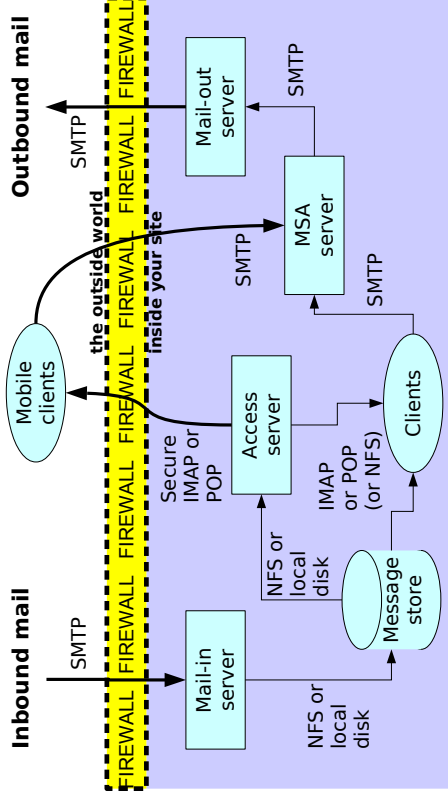 Inbound mail
Outbound mail
SMTP
SMTP
Mobile
clients
the outside world
FIREWALL FIREWALL FIREWALL FIREWALL FIREWALL FIREWALL FIREWALL
inside your site
Mail-in
server
Secure
IMAP or
POP
Access
server
SMTP
MSA
server
Mail-out
server
SMTP
NFS or
local
disk
NFS or
local
disk
IMAP
or POP
(or NFS)
SMTP
Message
store
Clients